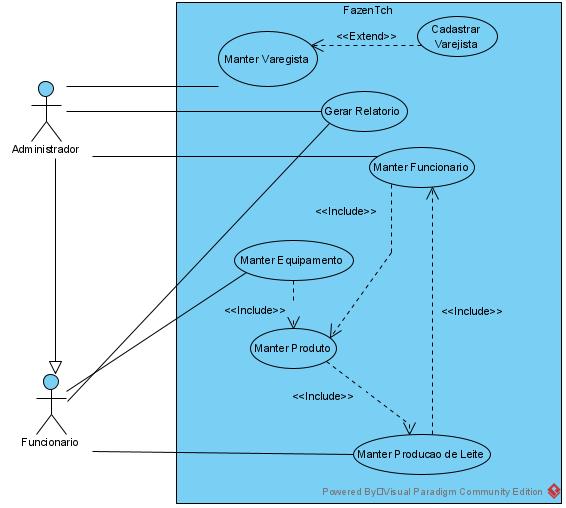 FazenTch
<<Extend>>
Cadastrar
Varejista
Manter Varegista
Gerar Relatorio
Administrador
Manter Funcionario
<<Include>>
Manter Equipamento
<<Include>>
<<Include>>
Manter Produto
<<Include>>
Funcionario
Manter Producao de Leite
Powered By Visual Paradigm Community Edition